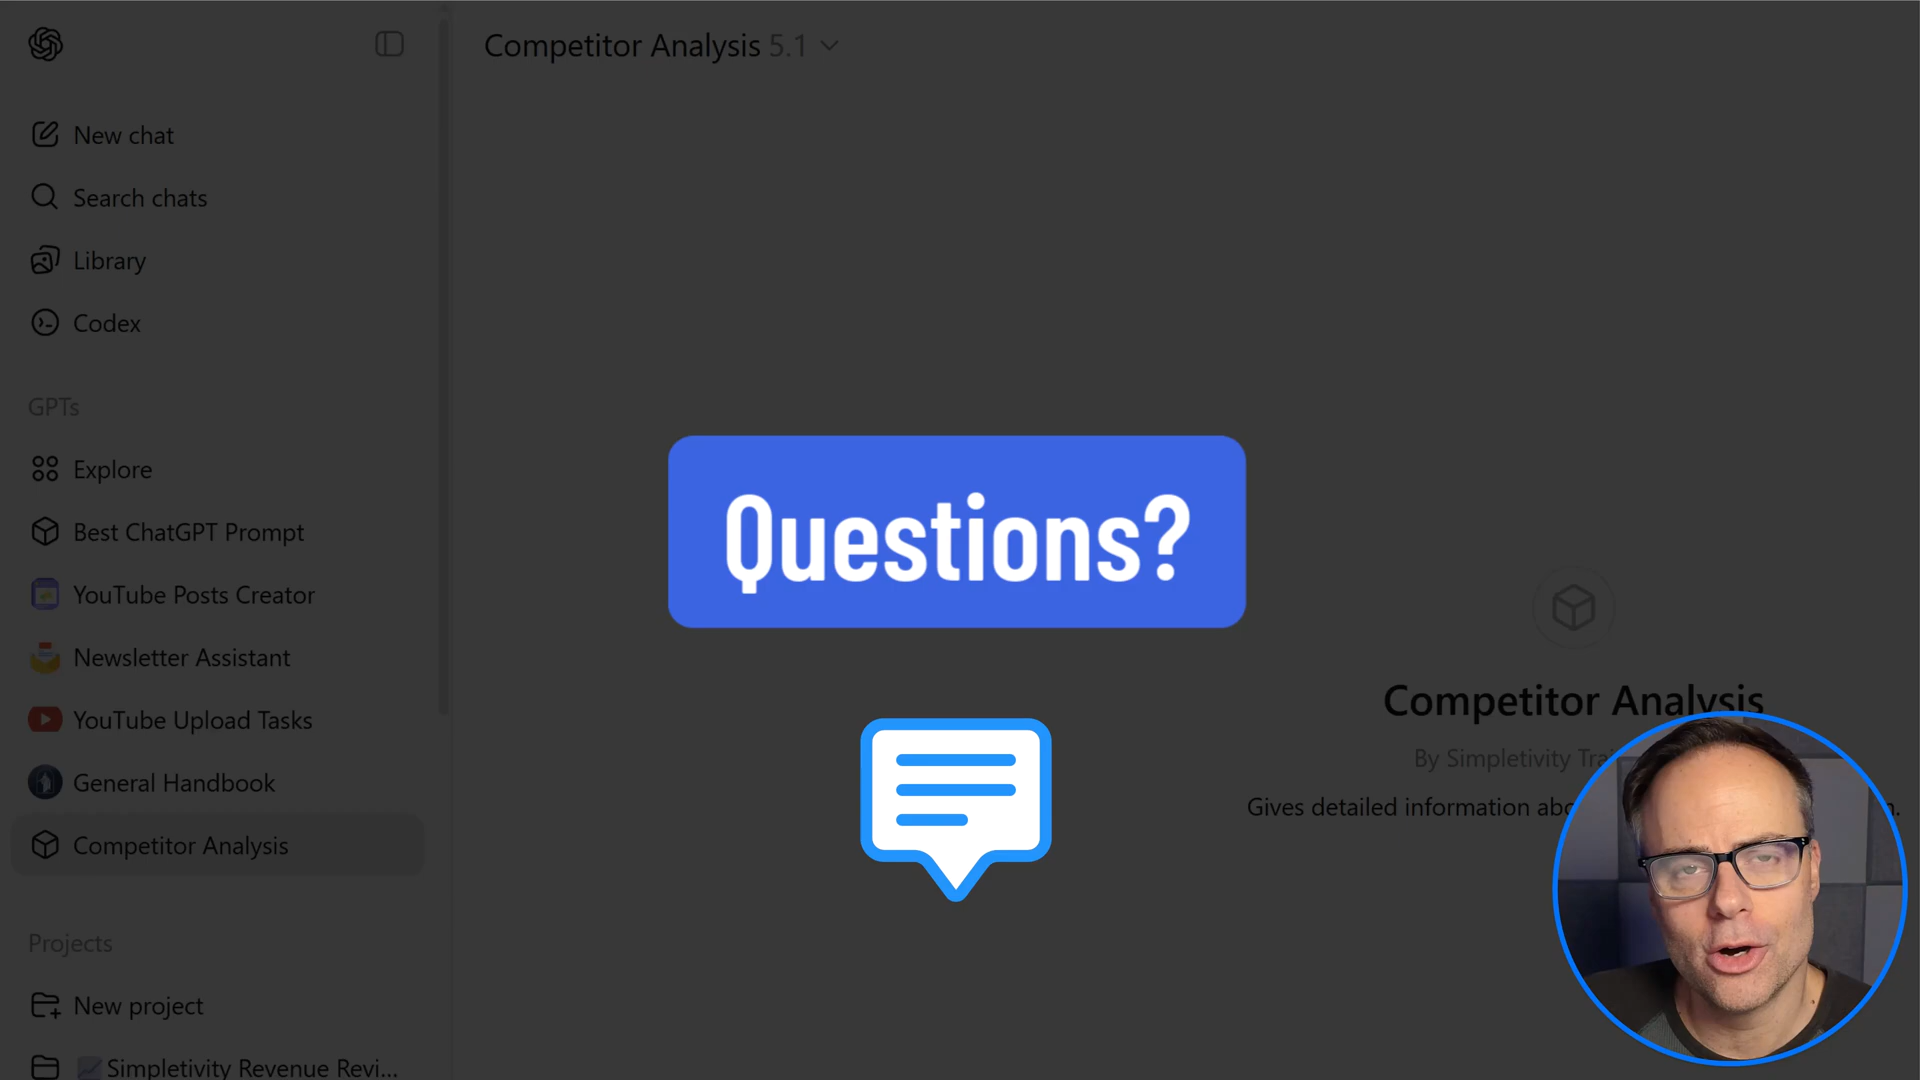 Competitor Analysis 5.1
New chat
Search chats
Library
Codex
GPTs
Explore
Best ChatGPT Prompt
YouTube Posts Creator
Newsletter Assistant
YouTube Upload Tasks
General Handbook
Competitor Analysis
Projects
New project
Simpletivity Revenue Revi...
Questions?
Competitor Analysis
By Simpletivity
Gives detailed information